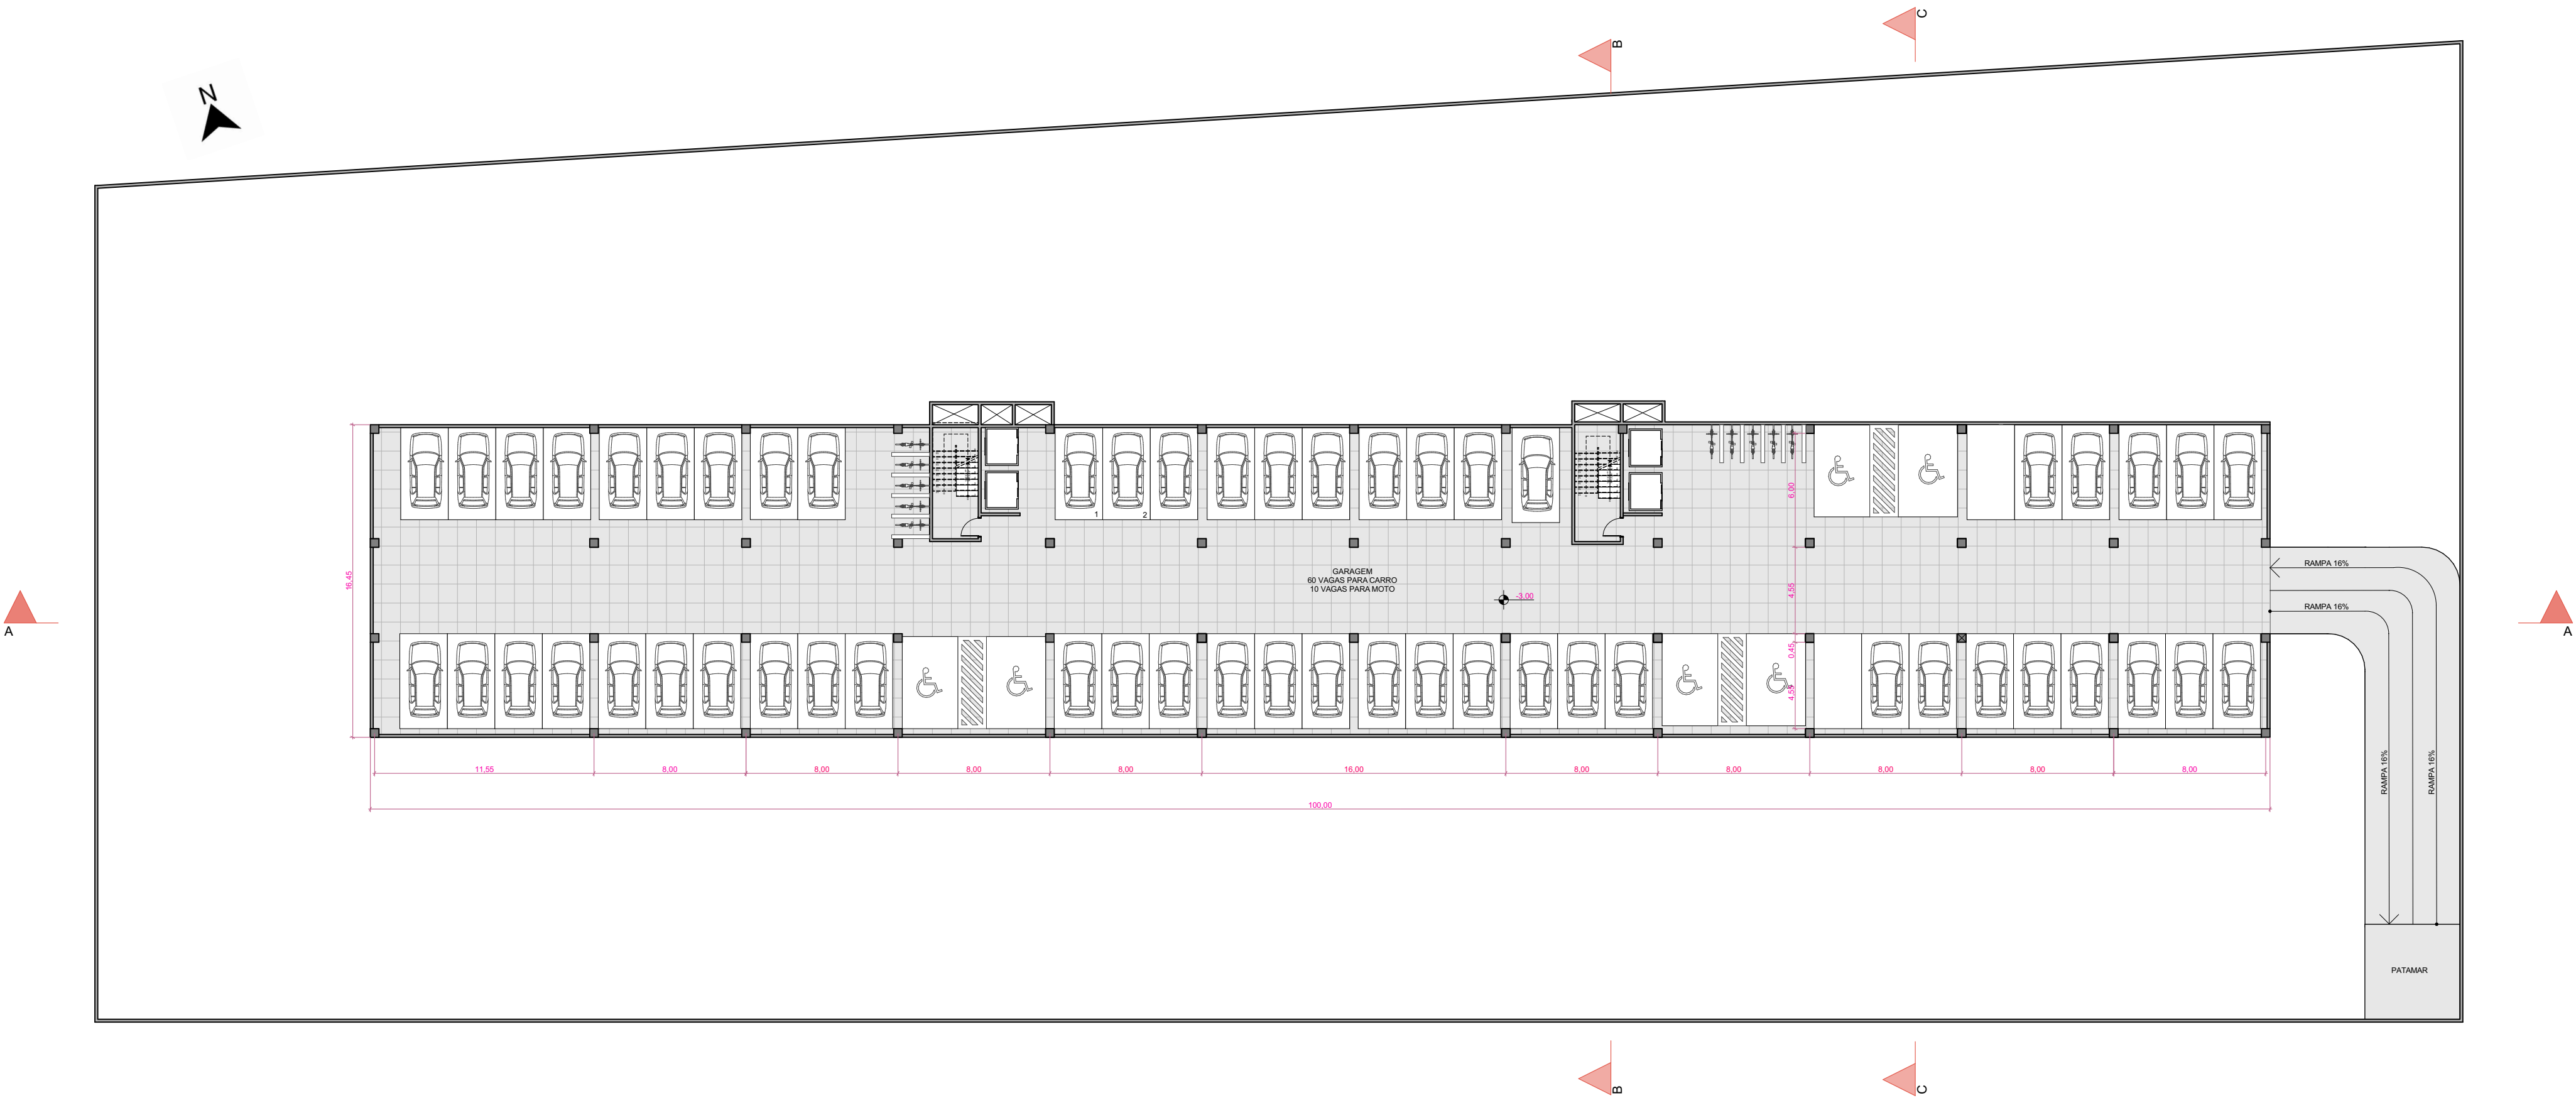 C
B
N
1
2
6,00
RAMPA 16%
GARAGEM
60 VAGAS PARA CARRO
10 VAGAS PARA MOTO
16,45
4,55
-3,00
RAMPA 16%
A
A
0,45
4,55
RAMPA 16%
RAMPA 16%
11,55
8,00
8,00
8,00
8,00
16,00
8,00
8,00
8,00
8,00
8,00
100,00
PATAMAR
B
C